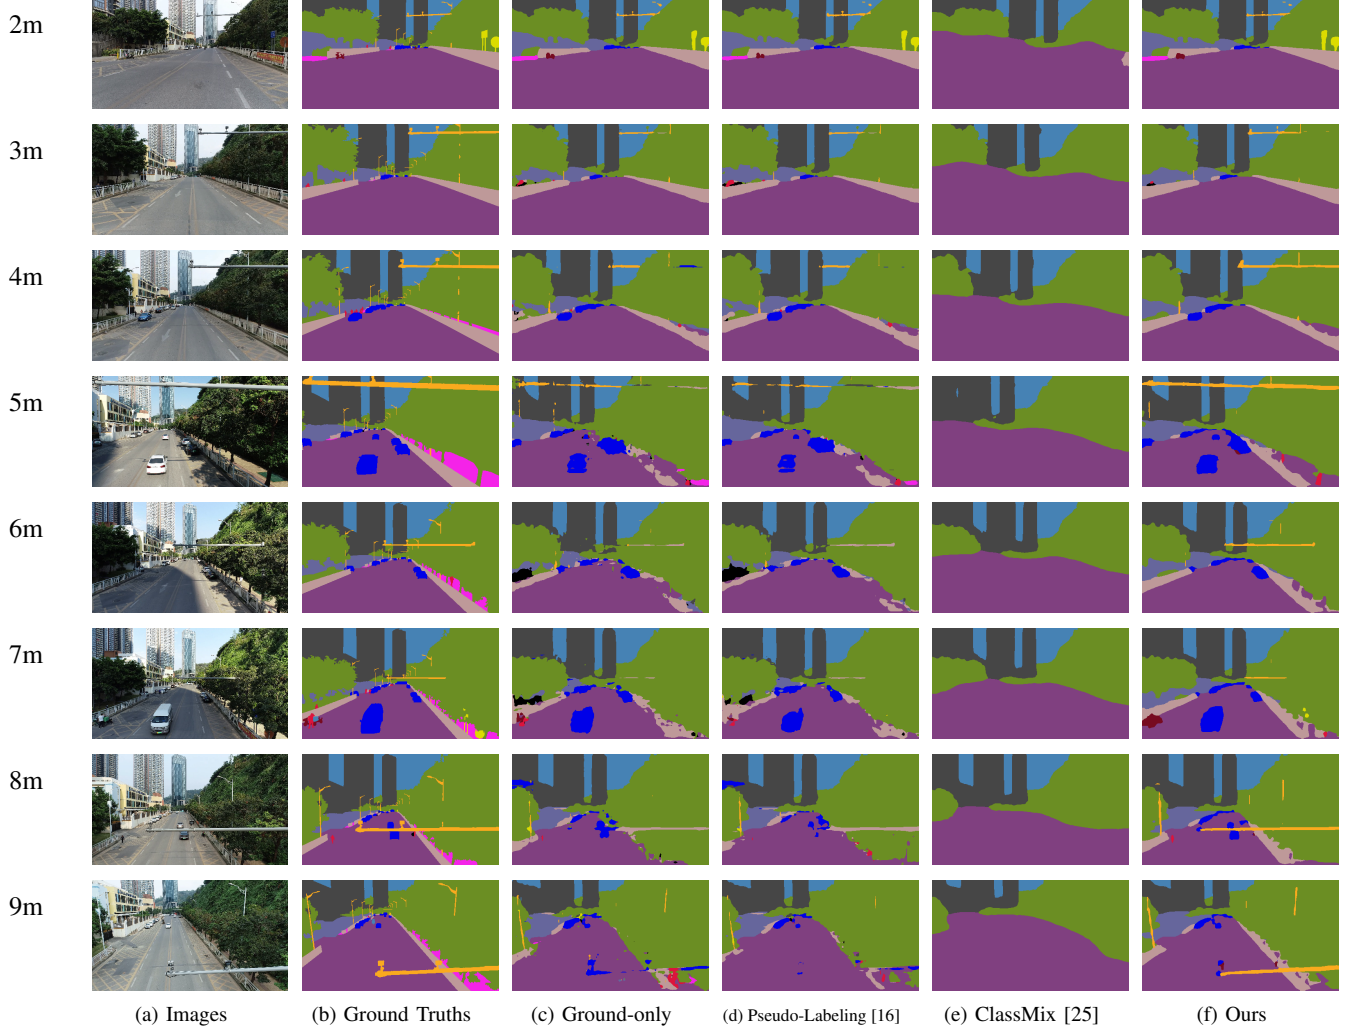 2m
3m
4m
5m
6m
7m
8m
9m
(a) Images (b) Ground Truths (c) Ground-only (d) Pseudo-Labeling [16] (e) ClassMix [25] (f) Ours